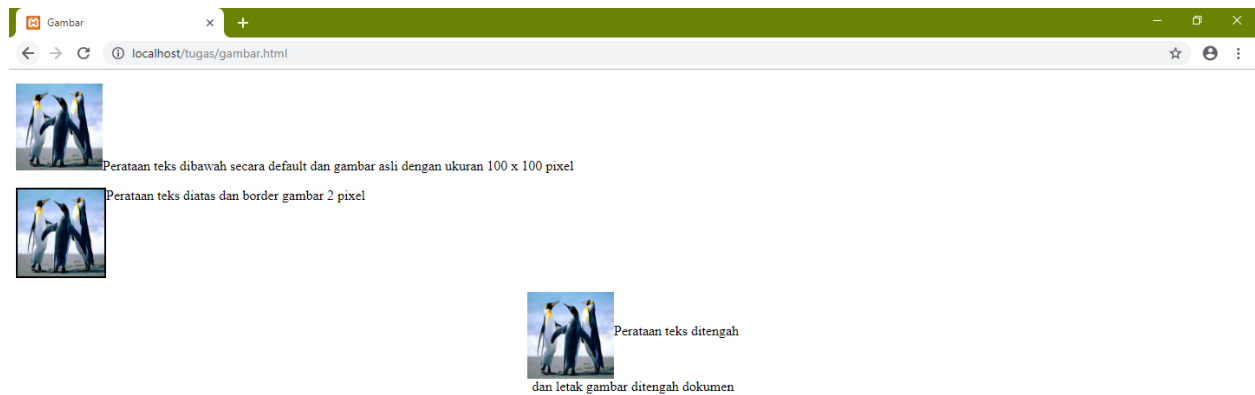 Gambar
localhost/tugas/gambar.html
Perataan teks dibawah secara default dan gambar asli dengan ukuran 100 x 100 pixel
Perataan teks diatas dan border gambar 2 pixel
Perataan teks ditengah
dan letak gambar ditengah dokumen